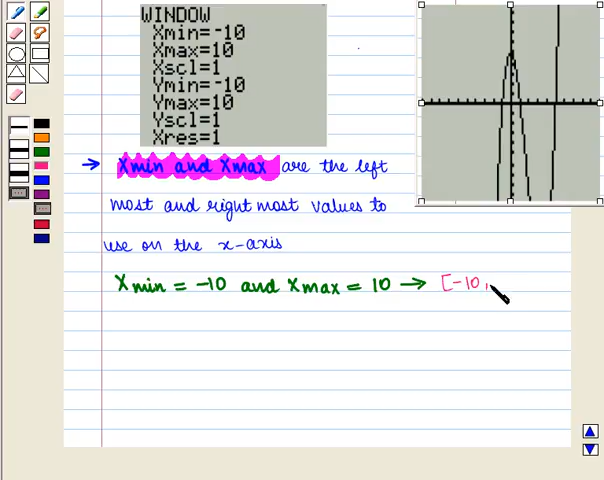 WINDOW
Xmin=-10
Xmax=10
Xscl=1
Ymin=-10
Ymax=10
Yscl=1
Xres=1
→ Xmin and Xmax are the left
most and right most values to
use on the x-axis
Xmin = -10 and Xmax = 10 → [-10,